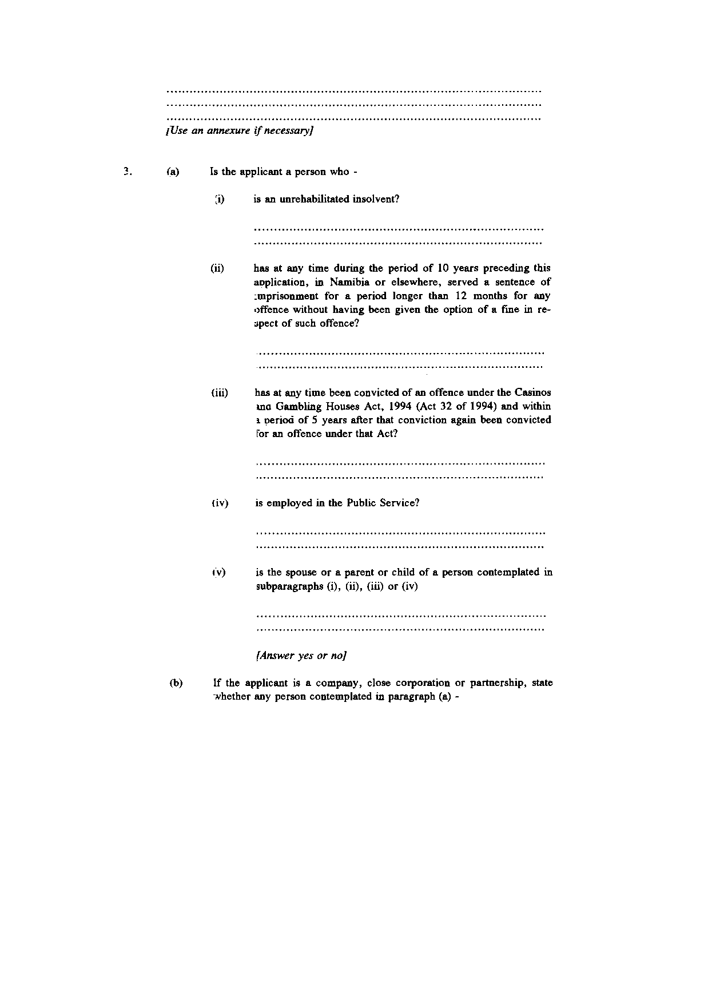 ................................................................................................
................................................................................................
................................................................................................
[Use an annexure if necessary]
3. (a) Is the applicant a person who -
(i) is an unrehabilitated insolvent?
..........................................................................
..........................................................................
(ii) has at any time during the period of 10 years preceding this
application, in Namibia or elsewhere, served a sentence of
imprisonment for a period longer than 12 months for any
offence without having been given the option of a fine in re-
spect of such offence?
..........................................................................
..........................................................................
(iii) has at any time been convicted of an offence under the Casinos
and Gambling Houses Act, 1994 (Act 32 of 1994) and within
a period of 5 years after that conviction again been convicted
for an offence under that Act?
..........................................................................
..........................................................................
(iv) is employed in the Public Service?
..........................................................................
..........................................................................
(v) is the spouse or a parent or child of a person contemplated in
subparagraphs (i), (ii), (iii) or (iv)
..........................................................................
..........................................................................
[Answer yes or no]
(b) If the applicant is a company, close corporation or partnership, state
whether any person contemplated in paragraph (a) -